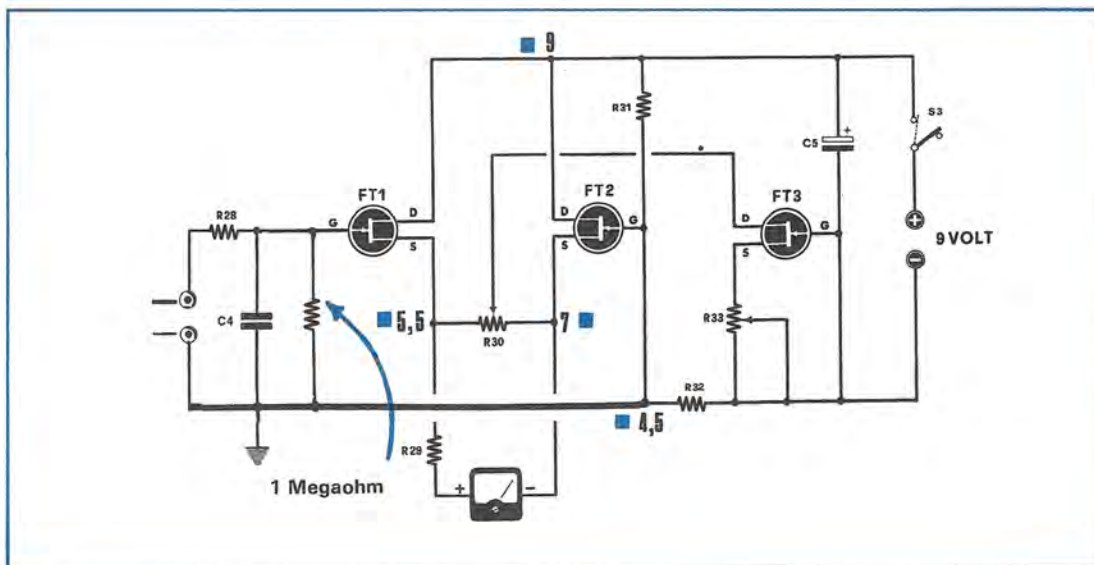 9
R31
S3
C5
+
FT1
FT2
FT3
R28
D
D
D
G
G
G
S
S
S
+
9 VOLT
−
C4
5,5
R30
7
R33
R32
4,5
R29
1 Megaohm
+
−